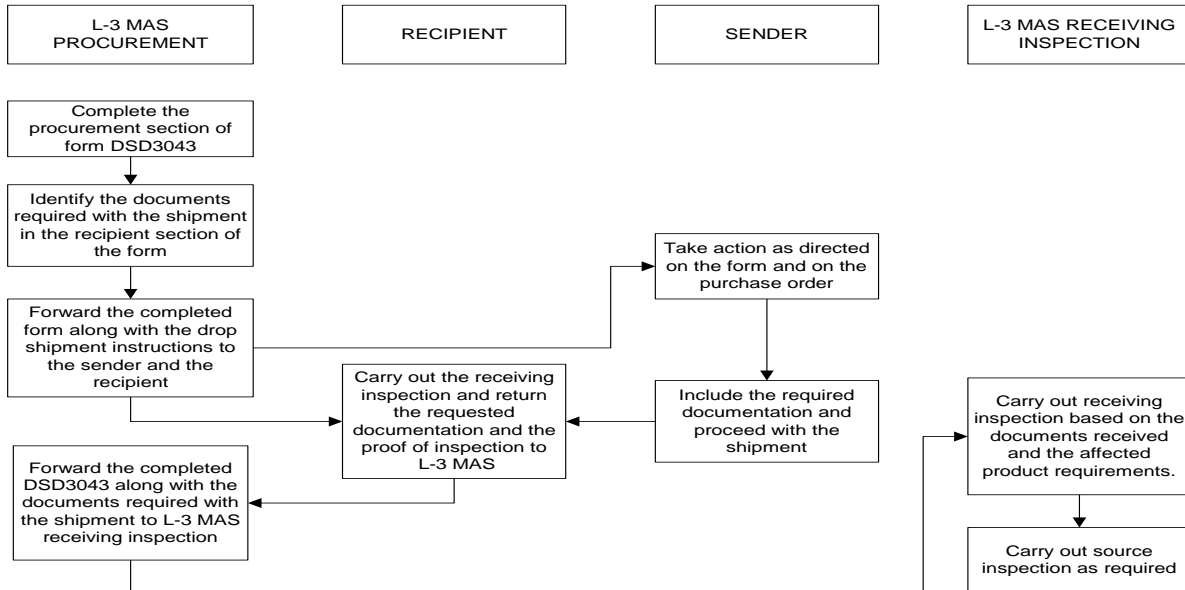 L-3 MAS
PROCUREMENT
RECIPIENT
SENDER
L-3 MAS RECEIVING
INSPECTION
Complete the
procurement section of
form DSD3043
Identify the documents
required with the shipment
in the recipient section of
the form
Forward the completed
form along with the drop
shipment instructions to
the sender and the
recipient
Take action as directed
on the form and on the
purchase order
Include the required
documentation and
proceed with the
shipment
Carry out the receiving
inspection and return
the requested
documentation and the
proof of inspection to
L-3 MAS
Forward the completed
DSD3043 along with the
documents required with
the shipment to L-3 MAS
receiving inspection
Carry out receiving
inspection based on the
documents received
and the affected
product requirements.
Carry out source
inspection as required